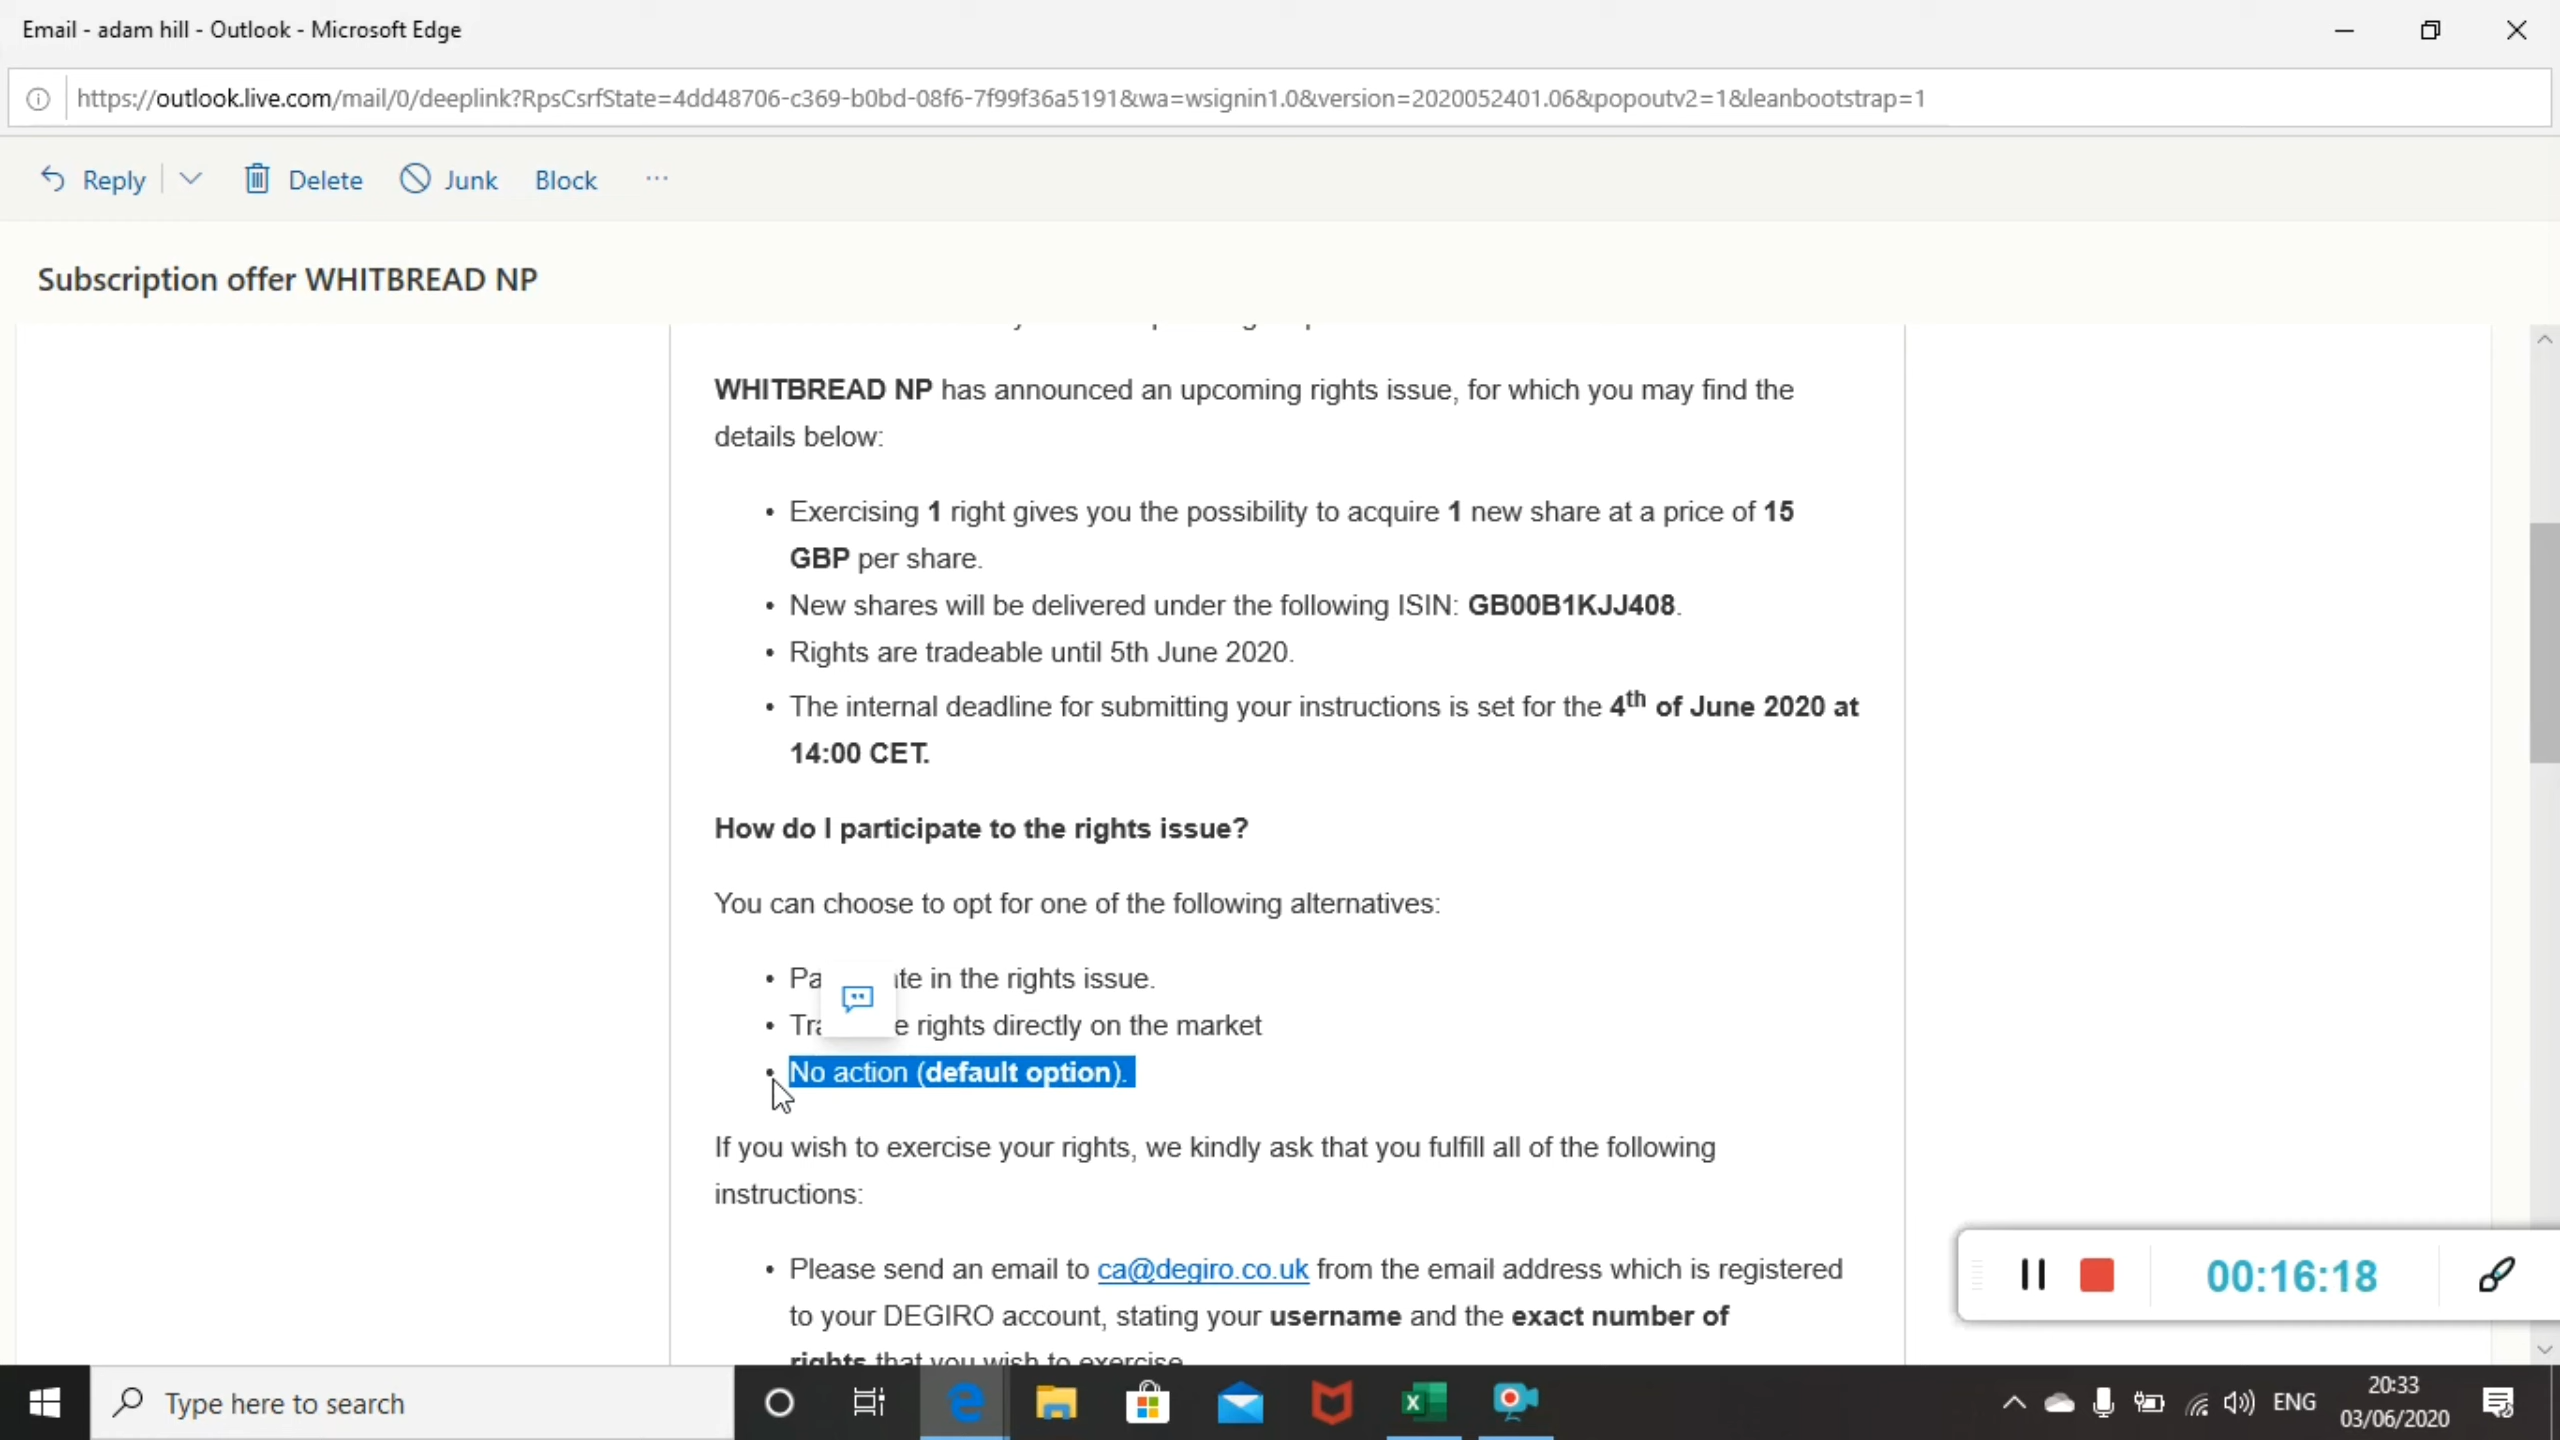 Email - adam hill - Outlook - Microsoft Edge
https://outlook.live.com/mail/0/deeplink?RpsCsrfState=4dd48706-c369-b0bd-08f6-7f99f36a5191&wa=wsignin1.0&version=2020052401.06&popoutv2=1&leanbootstrap=1
Reply Delete Junk Block ...
Subscription offer WHITBREAD NP
WHITBREAD NP has announced an upcoming rights issue, for which you may find the
details below:
• Exercising 1 right gives you the possibility to acquire 1 new share at a price of 15
GBP per share.
• New shares will be delivered under the following ISIN: GB00B1KJJ408.
• Rights are tradeable until 5th June 2020.
• The internal deadline for submitting your instructions is set for the 4th of June 2020 at
14:00 CET.
How do I participate to the rights issue?
You can choose to opt for one of the following alternatives:
• Pa te in the rights issue.
• Tra e rights directly on the market
• No action (default option).
If you wish to exercise your rights, we kindly ask that you fulfill all of the following
instructions:
• Please send an email to ca@degiro.co.uk from the email address which is registered
to your DEGIRO account, stating your username and the exact number of
rights that you wish to exercise
00:16:18
Type here to search
ENG
20:33
03/06/2020